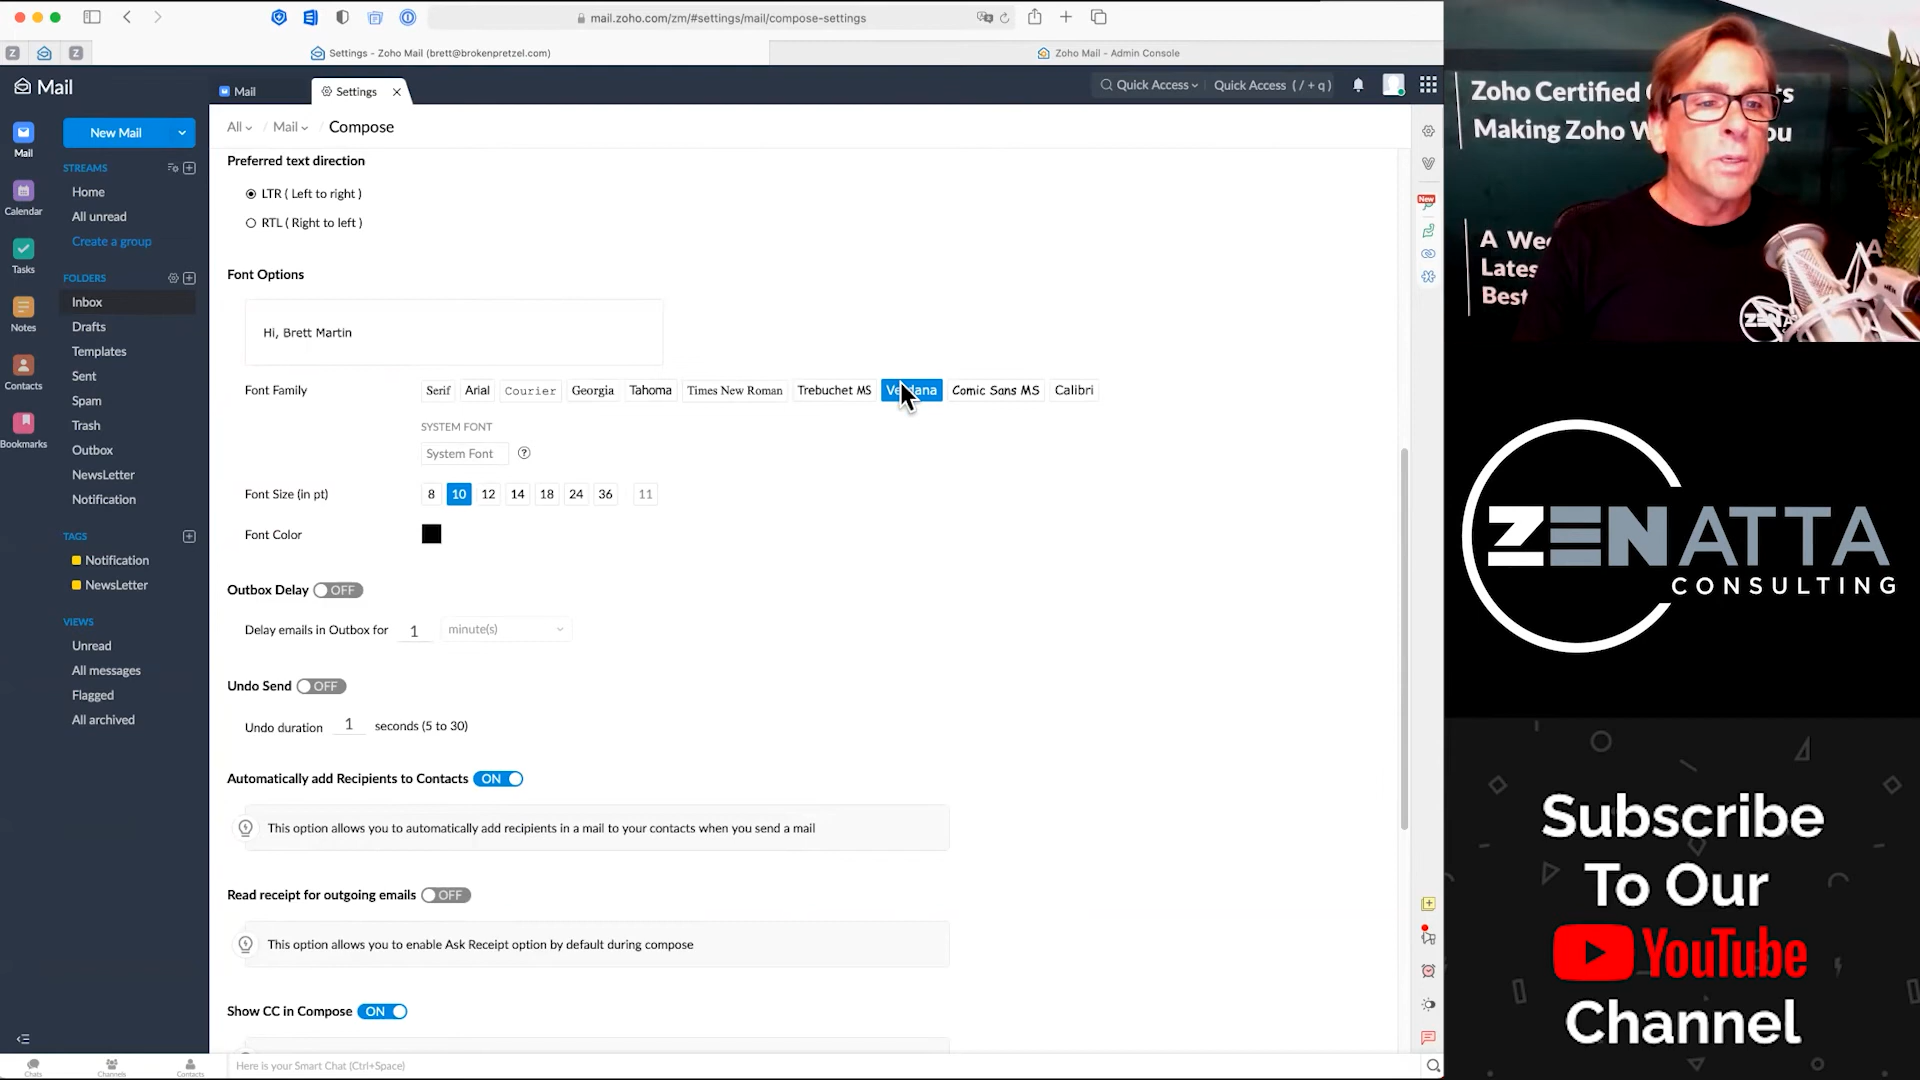 mail.zoho.com/zm/#settings/mail/compose-settings
Settings - Zoho Mail (brett@brokenpretzel.com)
Zoho Mail - Admin Console
Mail
Mail
Settings
Quick Access
Quick Access ( / + q )
New Mail
All
/ Mail
/ Compose
Mail
Calendar
Tasks
Notes
Contacts
Bookmarks
STREAMS
Home
All unread
Create a group
FOLDERS
Inbox
Drafts
Templates
Sent
Spam
Trash
Outbox
NewsLetter
Notification
TAGS
Notification
NewsLetter
VIEWS
Unread
All messages
Flagged
All archived
Preferred text direction
LTR ( Left to right )
RTL ( Right to left )
Font Options
Hi, Brett Martin
Font Family
Serif Arial Courier Georgia Tahoma Times New Roman Trebuchet MS Comic Sans MS Calibri
SYSTEM FONT
System Font ?
Font Size (in pt) 8 10 12 14 18 24 36 11
Font Color
Outbox Delay OFF
Delay emails in Outbox for 1 minute(s)
Undo Send OFF
Undo duration 1 seconds (5 to 30)
Automatically add Recipients to Contacts ON
This option allows you to automatically add recipients in a mail to your contacts when you send a mail
Read receipt for outgoing emails OFF
This option allows you to enable Ask Receipt option by default during compose
Show CC in Compose ON
Chats Channels Contacts
Here is your Smart Chat (Ctrl+Space)
New
Zoho Certified
Making Zoho
A
Best
ZENATTA
CONSULTING
Subscribe
To Our
YouTube
Channel